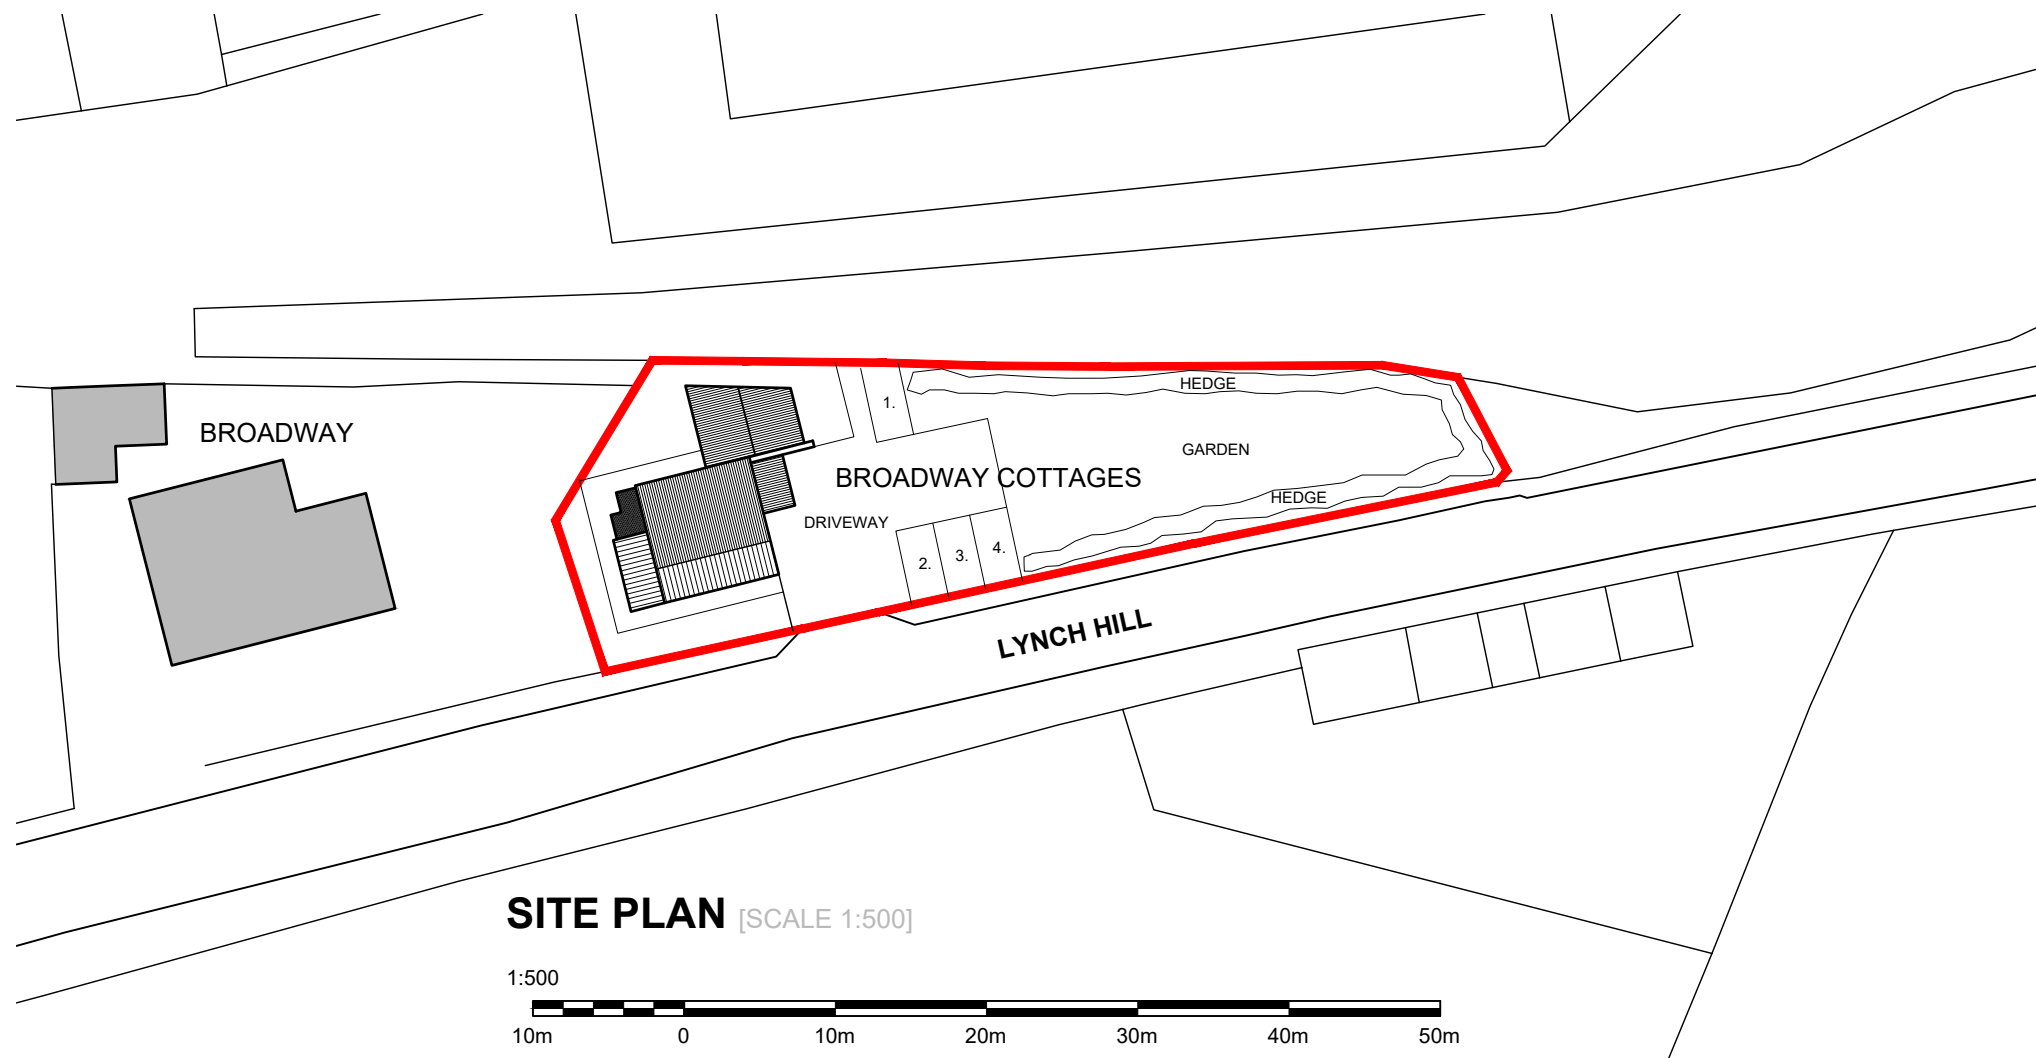 HEDGE
1.
BROADWAY
GARDEN
BROADWAY COTTAGES
HEDGE
DRIVEWAY
2.
3.
4.
LYNCH HILL
SITE PLAN [SCALE 1:500]
1:500
10m 0 10m 20m 30m 40m 50m